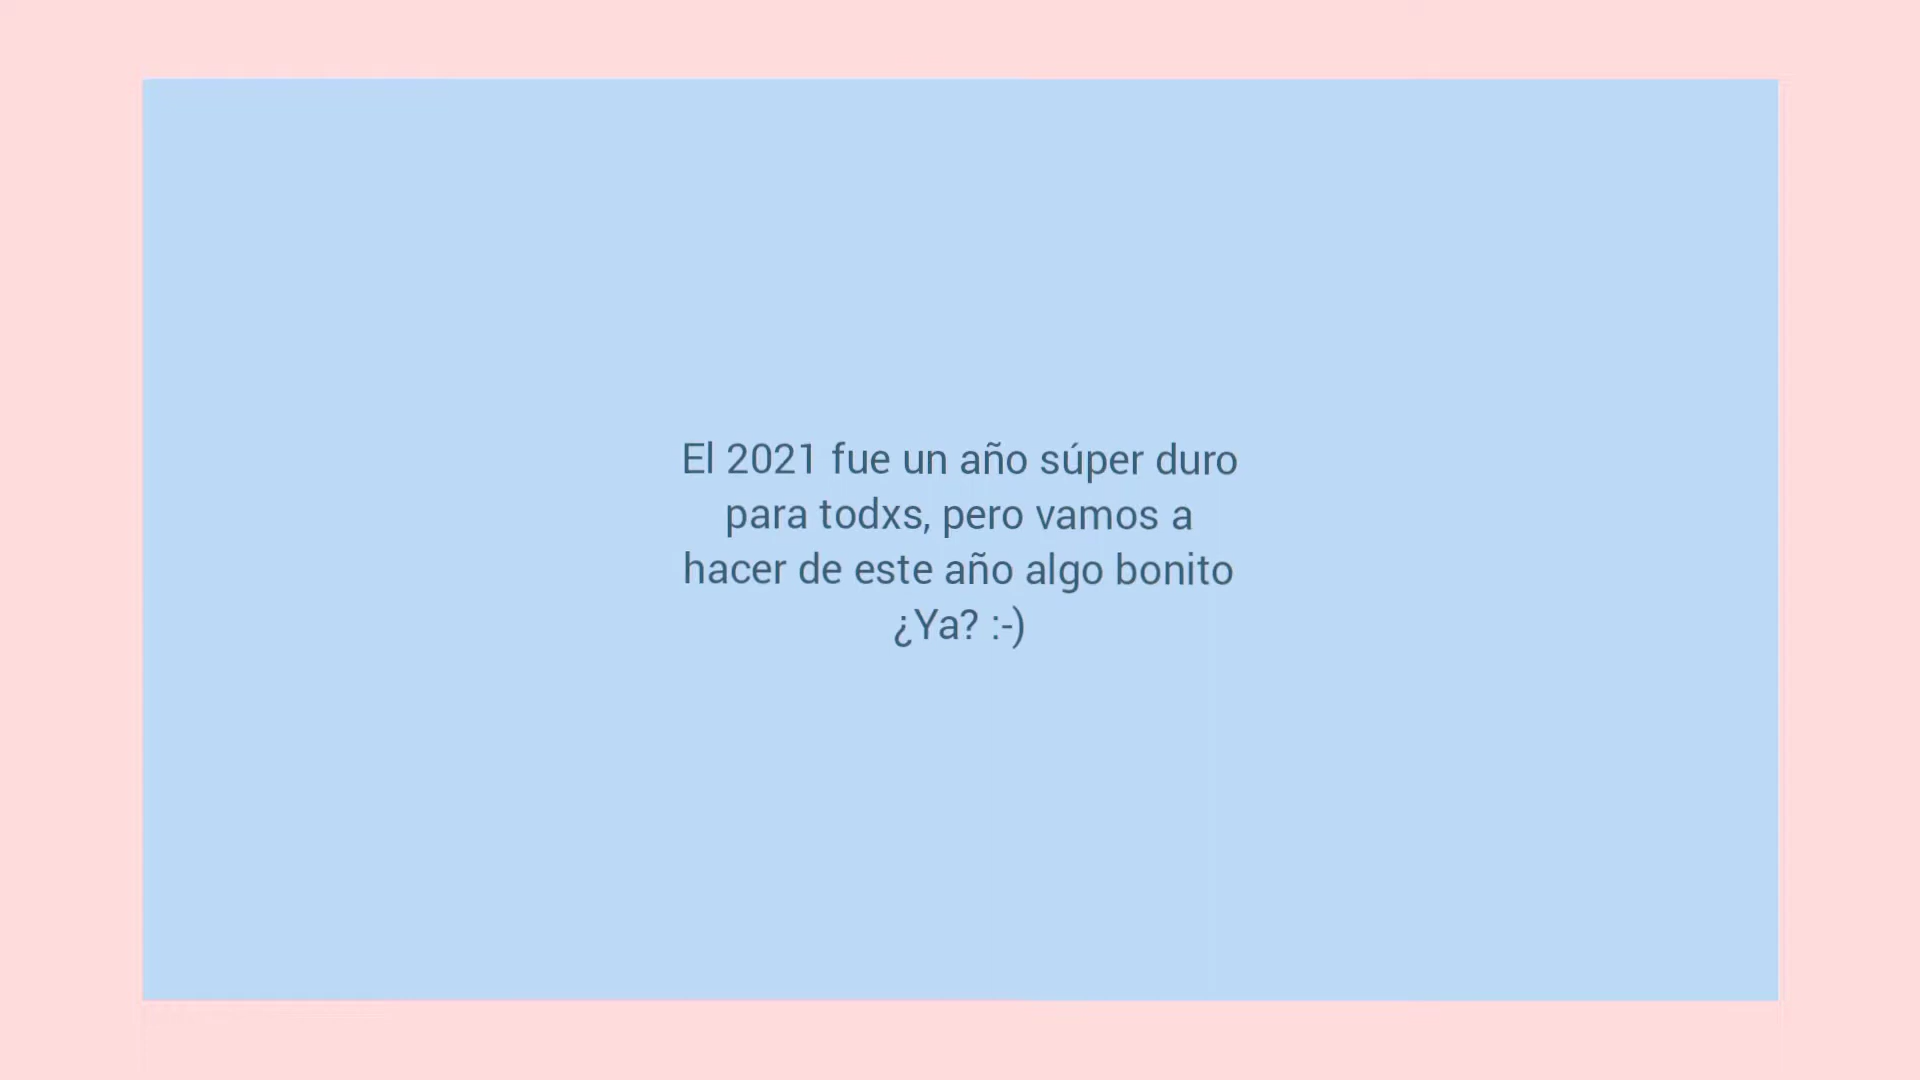 El 2021 fue un año súper duro
para todxs, pero vamos a
hacer de este año algo bonito
¿Ya? :-)